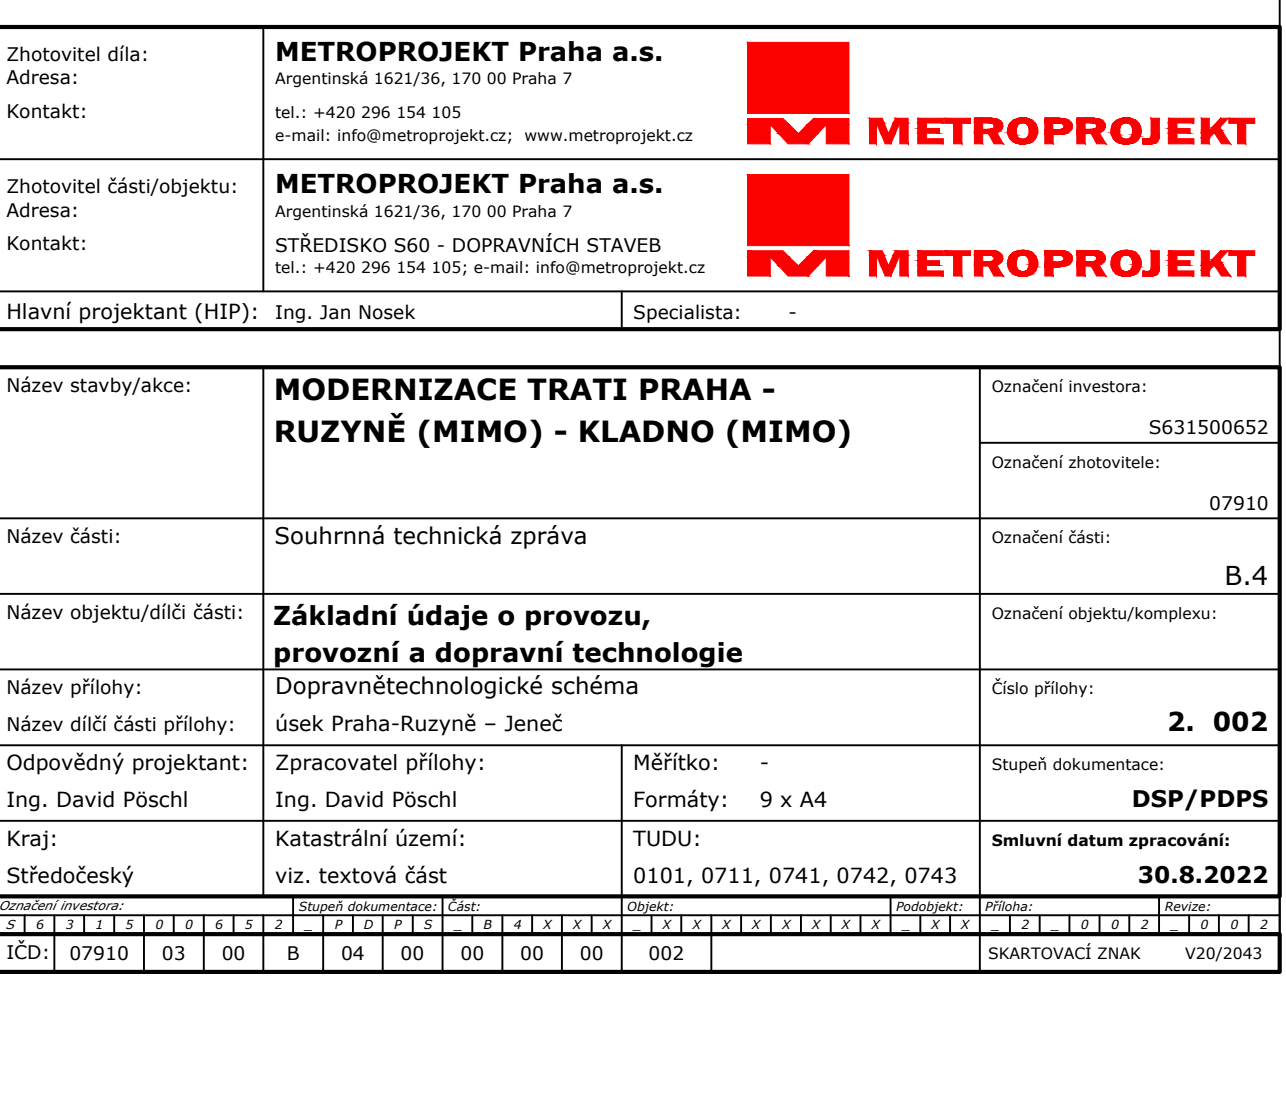 Zhotovitel díla:
METROPROJEKT Praha a.s.
Adresa:
Argentinská 1621/36, 170 00 Praha 7
Kontakt:
tel.: +420 296 154 105
e-mail: info@metroprojekt.cz; www.metroprojekt.cz
METROPROJEKT
Zhotovitel části/objektu:
METROPROJEKT Praha a.s.
Adresa:
Argentinská 1621/36, 170 00 Praha 7
Kontakt:
STŘEDISKO S60 - DOPRAVNÍCH STAVEB
tel.: +420 296 154 105; e-mail: info@metroprojekt.cz
METROPROJEKT
Hlavní projektant (HIP): Ing. Jan Nosek Specialista: -
Název stavby/akce:
MODERNIZACE TRATI PRAHA -
RUZYNĚ (MIMO) - KLADNO (MIMO)
Označení investora:
S631500652
Označení zhotovitele:
07910
Název části:
Souhrnná technická zpráva
Označení části:
B.4
Název objektu/dílči části:
Základní údaje o provozu,
provozní a dopravní technologie
Označení objektu/komplexu:
Název přílohy:
Dopravnětechnologické schéma
Číslo přílohy:
Název dílčí části přílohy:
úsek Praha-Ruzyně – Jeneč
2. 002
Odpovědný projektant:
Ing. David Pöschl
Zpracovatel přílohy:
Ing. David Pöschl
Měřítko: -
Formáty: 9 x A4
Stupeň dokumentace:
DSP/PDPS
Kraj:
Středočeský
Katastrální území:
viz. textová část
TUDU:
0101, 0711, 0741, 0742, 0743
Smluvní datum zpracování:
30.8.2022
Označení investora: Stupeň dokumentace: Část: Objekt: Podobjekt: Příloha: Revize:
S 6 3 1 5 0 0 6 5 2 _ P D P S _ B 4 X X X _ X X X X X X X X _ X X _ 2 _ 0 0 2 _ 0 0 2
IČD: 07910 03 00 B 04 00 00 00 00 002 SKARTOVACÍ ZNAK V20/2043